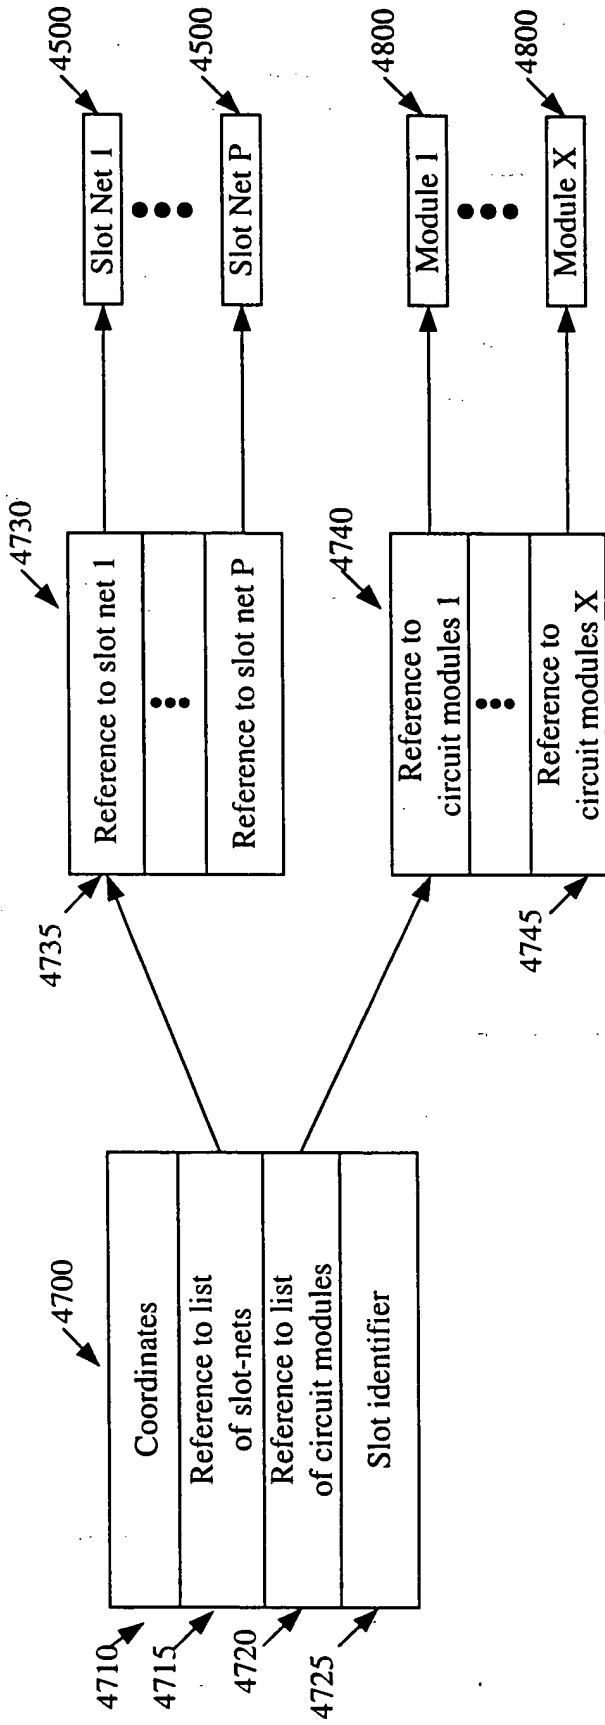 4700
4710
Coordinates
4715
Reference to list
of slot-nets
4720
Reference to list
of circuit modules
4725
Slot identifier
4730
4735
Reference to slot net 1
Reference to slot net P
4740
Reference to
circuit modules 1
4745
Reference to
circuit modules X
4500
Slot Net 1
4500
Slot Net P
4800
Module 1
4800
Module X